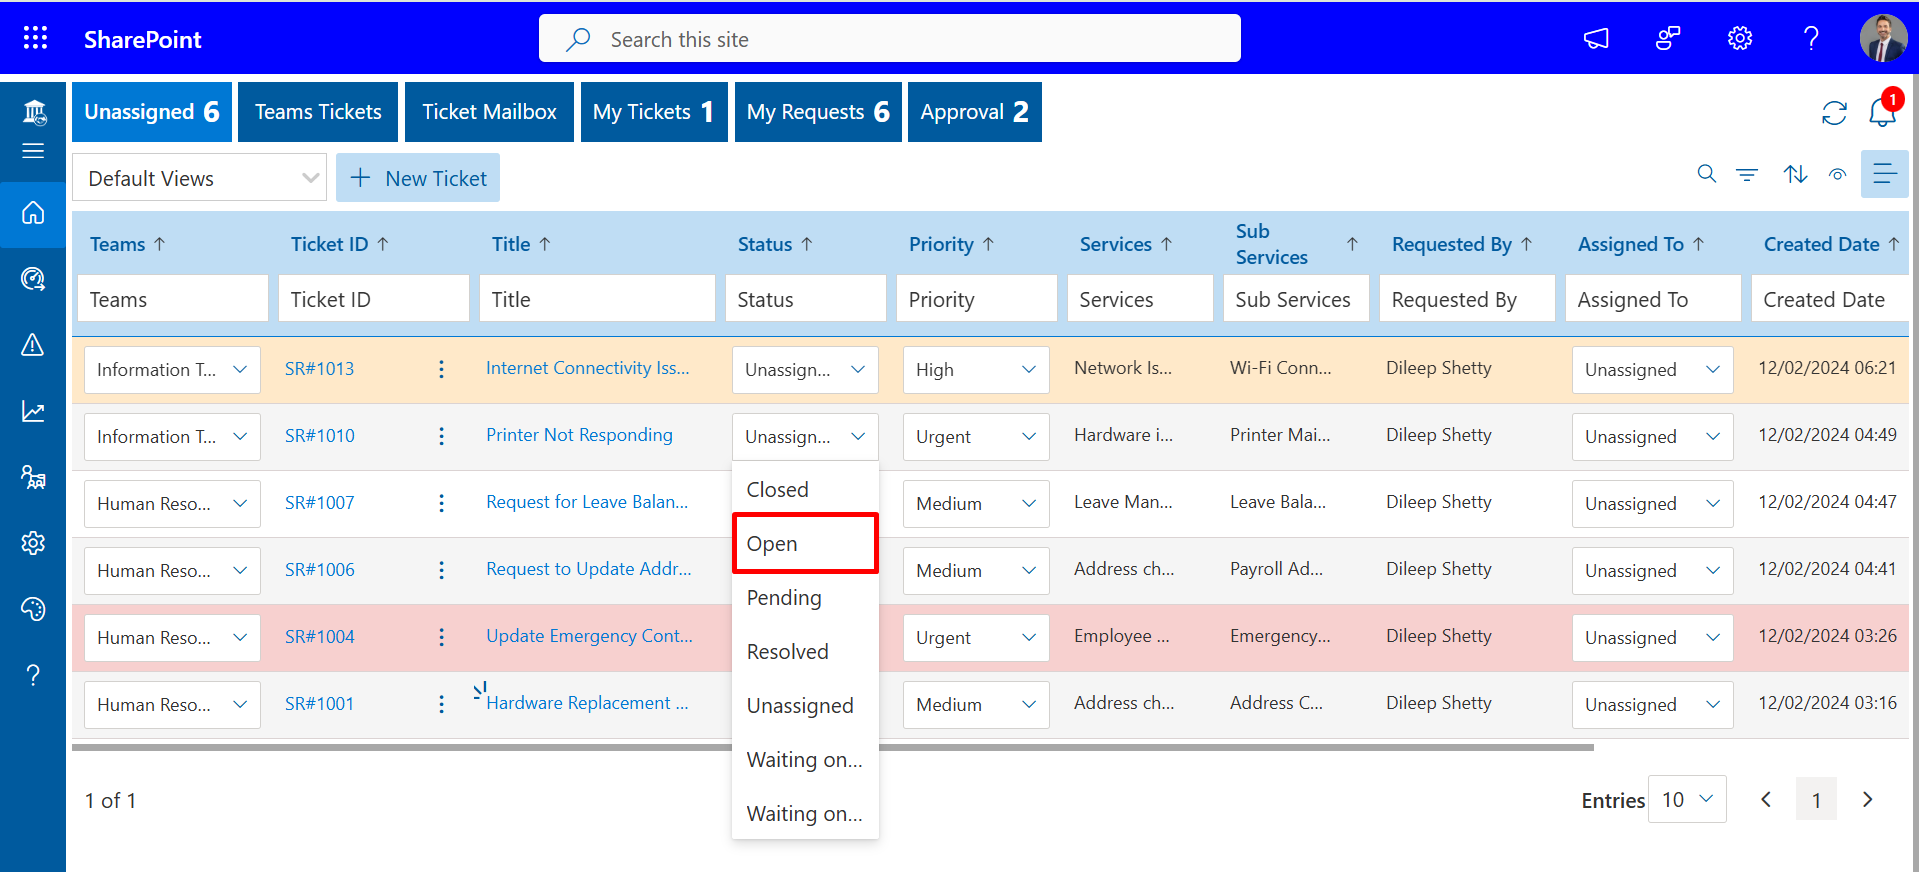 SharePoint
Search this site
Unassigned 6
Teams Tickets
Ticket Mailbox
My Tickets 1
My Requests 6
Approval 2
1
Default Views
+ New Ticket
Teams ↑
Ticket ID ↑
Title ↑
Status ↑
Priority ↑
Services ↑
Sub
Services ↑
Requested By ↑
Assigned To ↑
Created Date ↑
Teams
Ticket ID
Title
Status
Priority
Services
Sub Services
Requested By
Assigned To
Created Date
Information T... SR#1013 Internet Connectivity Iss... Unassign... High Network Is... Wi-Fi Conn... Dileep Shetty Unassigned 12/02/2024 06:21
Information T... SR#1010 Printer Not Responding Unassign... Urgent Hardware i... Printer Mai... Dileep Shetty Unassigned 12/02/2024 04:49
Human Reso... SR#1007 Request for Leave Balan... Medium Leave Man... Leave Bala... Dileep Shetty Unassigned 12/02/2024 04:47
Human Reso... SR#1006 Request to Update Addr... Medium Address ch... Payroll Ad... Dileep Shetty Unassigned 12/02/2024 04:41
Human Reso... SR#1004 Update Emergency Cont... Urgent Employee ... Emergency... Dileep Shetty Unassigned 12/02/2024 03:26
Human Reso... SR#1001 Hardware Replacement ... Medium Address ch... Address C... Dileep Shetty Unassigned 12/02/2024 03:16
Closed
Open
Pending
Resolved
Unassigned
Waiting on...
Waiting on...
1 of 1
Entries 10
1